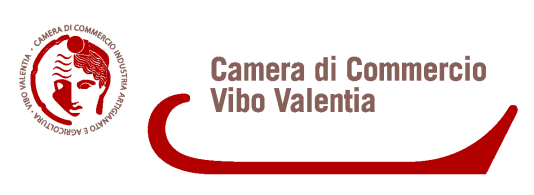 CAMERA DI COMMERCIO INDUSTRIA ARTIGIANATO E AGRICOLTURA · VIBO VALENTIA ·
Camera di Commercio
Vibo Valentia